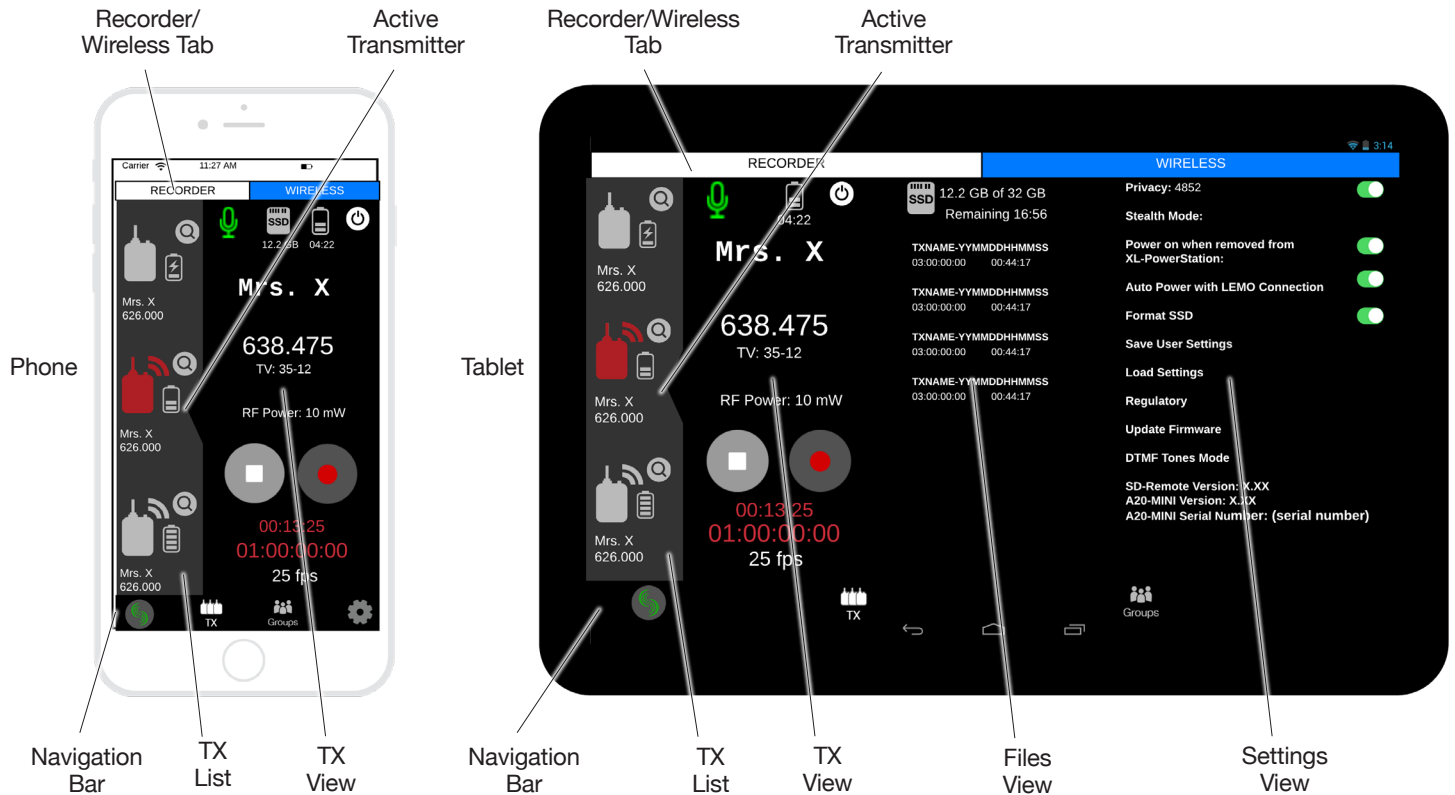 Recorder/
Wireless Tab
Active
Transmitter
Recorder/Wireless
Tab
Active
Transmitter
Phone
Carrier
11:27 AM
RECORDER
WIRELESS
SSD
12.2 GB
04:22
Mrs. X
626.000
Mrs. X
638.475
TV: 35-12
RF Power: 10 mW
Mrs. X
626.000
00:13:25
01:00:00:00
25 fps
Mrs. X
626.000
TX
Groups
Tablet
3:14
RECORDER
WIRELESS
Mrs. X
626.000
Mrs. X
626.000
Mrs. X
626.000
04:22
Mrs. X
638.475
TV: 35-12
RF Power: 10 mW
00:13:25
01:00:00:00
25 fps
SSD
12.2 GB of 32 GB
Remaining 16:56
TXNAME-YYMMDDHHMMSS
03:00:00:00 00:44:17
TXNAME-YYMMDDHHMMSS
03:00:00:00 00:44:17
TXNAME-YYMMDDHHMMSS
03:00:00:00 00:44:17
TXNAME-YYMMDDHHMMSS
03:00:00:00 00:44:17
Privacy: 4852
Stealth Mode:
Power on when removed from
XL-PowerStation:
Auto Power with LEMO Connection
Format SSD
Save User Settings
Load Settings
Regulatory
Update Firmware
DTMF Tones Mode
SD-Remote Version: X.XX
A20-MINI Version: X.XX
A20-MINI Serial Number: (serial number)
TX
Groups
Navigation
Bar
TX
List
TX
View
Navigation
Bar
TX
List
TX
View
Files
View
Settings
View